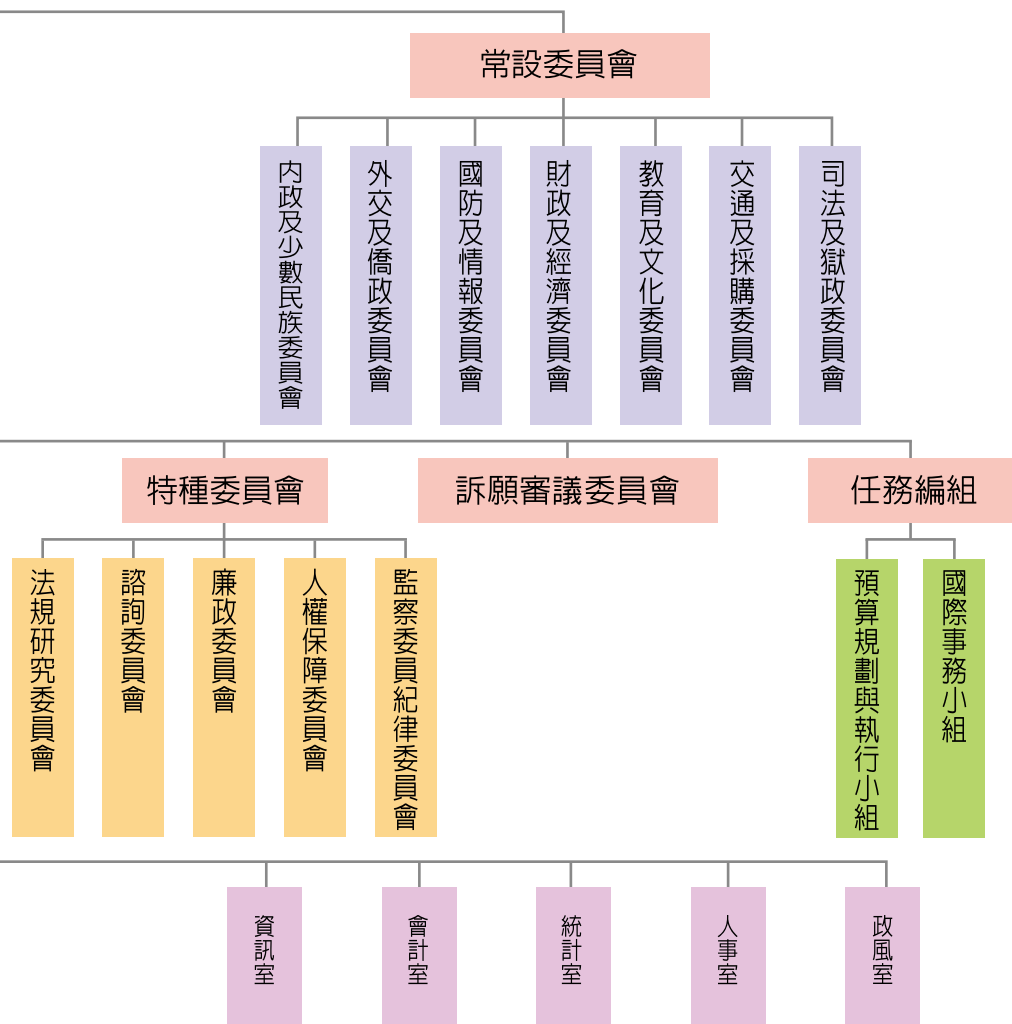 常設委員會
內政及少數民族委員會
外交及僑政委員會
國防及情報委員會
財政及經濟委員會
教育及文化委員會
交通及採購委員會
司法及獄政委員會
特種委員會
訴願審議委員會
任務編組
法規研究委員會
諮詢委員會
廉政委員會
人權保障委員會
監察委員紀律委員會
預算規劃與執行小組
國際事務小組
資訊室
會計室
統計室
人事室
政風室